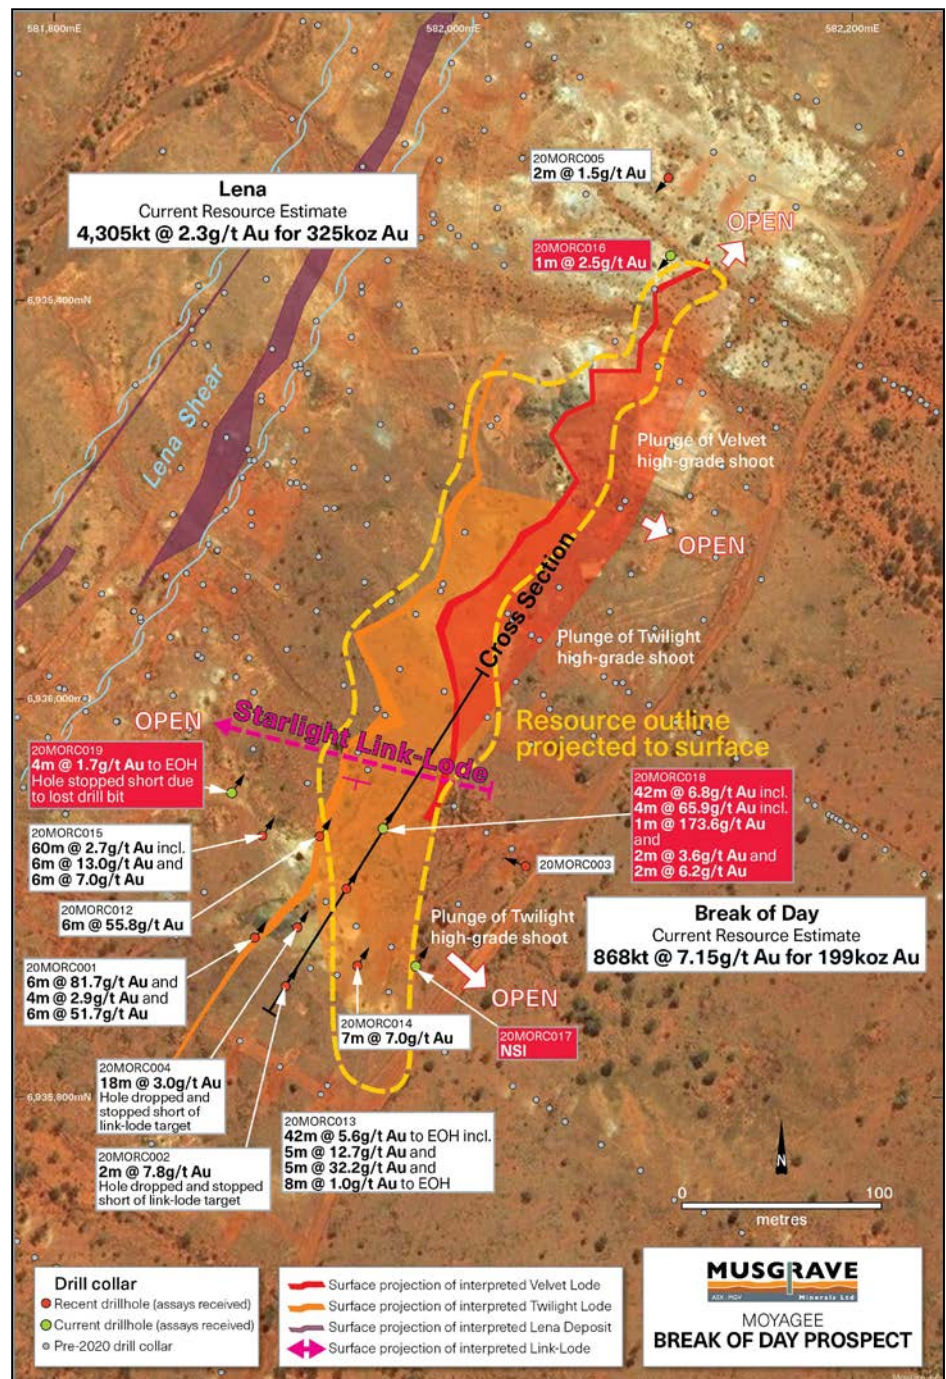 581,800mE
582,000mE
582,200mE
20MORC005
2m @ 1.5g/t Au
Lena
Current Resource Estimate
4,305kt @ 2.3g/t Au for 325koz Au
OPEN
20MORC016
1m @ 2.5g/t Au
6,935,400mN
Lena Shear
Plunge of Velvet
high-grade shoot
OPEN
Cross Section
Plunge of Twilight
high-grade shoot
6,936,000mN
OPEN
Starlight Link-Lode
Resource outline
projected to surface
20MORC019
4m @ 1.7g/t Au to EOH
Hole stopped short due
to lost drill bit
20MORC018
42m @ 6.8g/t Au incl.
4m @ 65.9g/t Au incl.
1m @ 173.6g/t Au
and
2m @ 3.6g/t Au and
2m @ 6.2g/t Au
20MORC015
60m @ 2.7g/t Au incl.
6m @ 13.0g/t Au and
6m @ 7.0g/t Au
20MORC003
20MORC012
6m @ 55.8g/t Au
Break of Day
Current Resource Estimate
868kt @ 7.15g/t Au for 199koz Au
Plunge of Twilight
high-grade shoot
OPEN
20MORC001
6m @ 81.7g/t Au and
4m @ 2.9g/t Au and
6m @ 51.7g/t Au
20MORC014
7m @ 7.0g/t Au
20MORC017
NSI
20MORC004
18m @ 3.0g/t Au
Hole dropped and
stopped short of
link-lode target
6,935,800mN
20MORC013
42m @ 5.6g/t Au to EOH incl.
5m @ 12.7g/t Au and
5m @ 32.2g/t Au and
8m @ 1.0g/t Au to EOH
20MORC002
2m @ 7.8g/t Au
Hole dropped and stopped
short of link-lode target
N
0 100
metres
Drill collar
Recent drillhole (assays received)
Current drillhole (assays received)
Pre-2020 drill collar
Surface projection of interpreted Velvet Lode
Surface projection of interpreted Twilight Lode
Surface projection of interpreted Lena Deposit
Surface projection of interpreted Link-Lode
MUSGRAVE
ASX: MGV Minerals Ltd
MOYAGEE
BREAK OF DAY PROSPECT